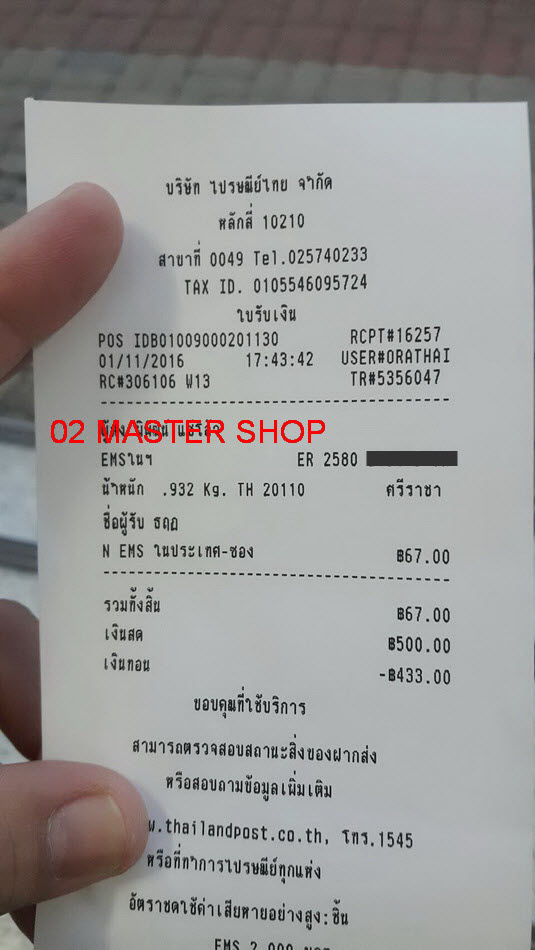 บริษัท ไปรษณีย์ไทย จำกัด
หลักสี่ 10210
สาขาที่ 0049 Tel.025740233
TAX ID. 0105546095724
ใบรับเงิน
POS IDB01009000201130 RCPT#16257
01/11/2016 17:43:42 USER#ORATHAI
RC#306106 W13 TR#5356047
02 MASTER SHOP
EMSในฯ ER 2580
น้ำหนัก .932 Kg. TH 20110 ศรีราชา
ชื่อผู้รับ
N EMS ในประเทศ-ซอง ฿67.00
รวมทั้งสิ้น ฿67.00
เงินสด ฿500.00
เงินทอน -฿433.00
ขอบคุณที่ใช้บริการ
สามารถตรวจสอบสถานะสิ่งของฝากส่ง
หรือสอบถามข้อมูลเพิ่มเติม
w.thailandpost.co.th, โทร.1545
หรือที่ทำการไปรษณีย์ทุกแห่ง
อัตราชดใช้ค่าเสียหายอย่างสูง:ชิ้น
EMS 2,000 บาท